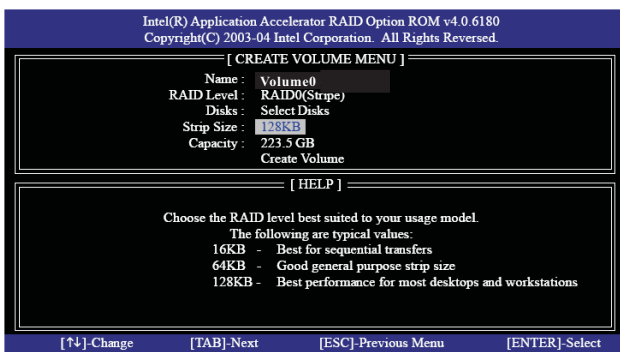 Intel(R) Application Accelerator RAID Option ROM v4.0.6180
Copyright(C) 2003-04 Intel Corporation. All Rights Reversed.
[ CREATE VOLUME MENU ]
Name : Volume0
RAID Level : RAID0(Stripe)
Disks : Select Disks
Strip Size : 128KB
Capacity : 223.5 GB
Create Volume
[ HELP ]
Choose the RAID level best suited to your usage model.
The following are typical values:
16KB - Best for sequential transfers
64KB - Good general purpose strip size
128KB - Best performance for most desktops and workstations
[↑↓]-Change [TAB]-Next [ESC]-Previous Menu [ENTER]-Select